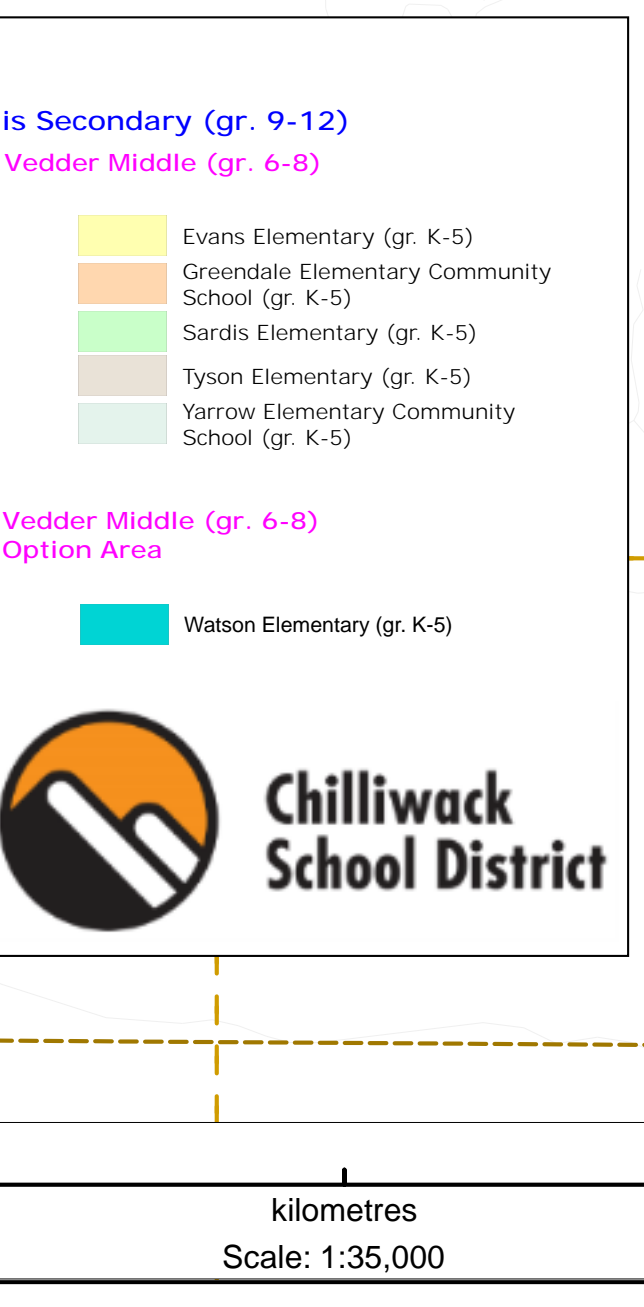 is Secondary (gr. 9-12)
Vedder Middle (gr. 6-8)
Evans Elementary (gr. K-5)
Greendale Elementary Community
School (gr. K-5)
Sardis Elementary (gr. K-5)
Tyson Elementary (gr. K-5)
Yarrow Elementary Community
School (gr. K-5)
Vedder Middle (gr. 6-8)
Option Area
Watson Elementary (gr. K-5)
Chilliwack
School District
kilometres
Scale: 1:35,000